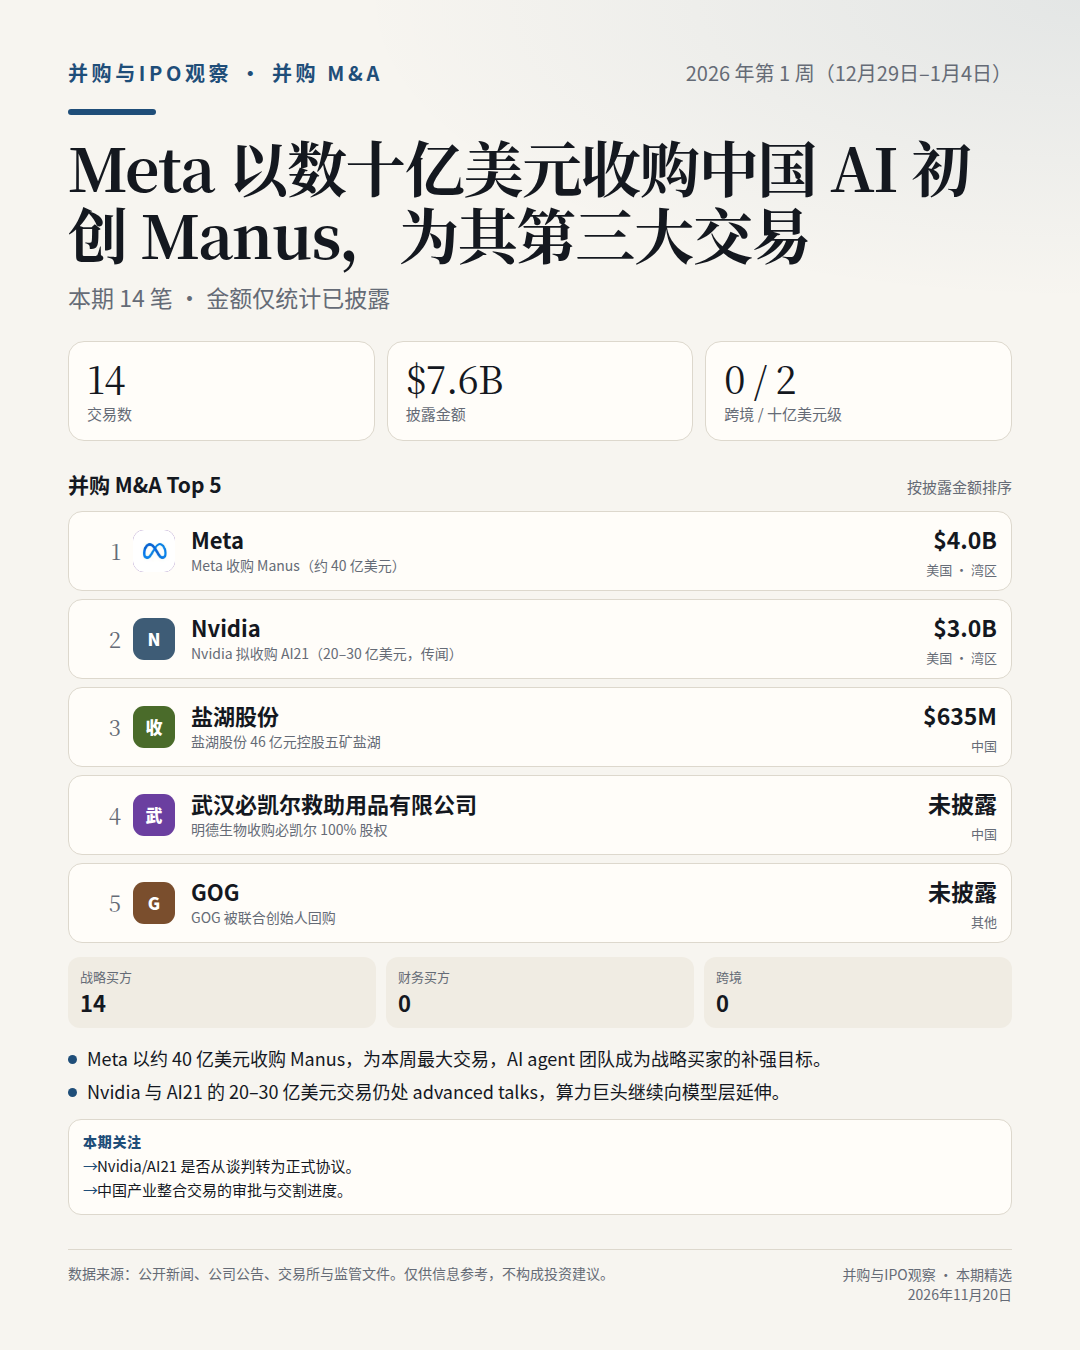 并购与IPO观察 · 并购 M&A
2026 年第 1 周（12月29日–1月4日）
Meta 以数十亿美元收购中国 AI 初
创 Manus，为其第三大交易
本期 14 笔 · 金额仅统计已披露
14
交易数
$7.6B
披露金额
0 / 2
跨境 / 十亿美元级
并购 M&A Top 5
按披露金额排序
1
Meta
Meta 收购 Manus（约 40 亿美元）
$4.0B
美国 · 湾区
2
N
Nvidia
Nvidia 拟收购 AI21（20–30 亿美元，传闻）
$3.0B
美国 · 湾区
3
收
盐湖股份
盐湖股份 46 亿元控股五矿盐湖
$635M
中国
4
武
武汉必凯尔救助用品有限公司
明德生物收购必凯尔 100% 股权
未披露
中国
5
G
GOG
GOG 被联合创始人回购
未披露
其他
战略买方
14
财务买方
0
跨境
0
Meta 以约 40 亿美元收购 Manus，为本周最大交易，AI agent 团队成为战略买家的补强目标。
Nvidia 与 AI21 的 20–30 亿美元交易仍处 advanced talks，算力巨头继续向模型层延伸。
本期关注
→Nvidia/AI21 是否从谈判转为正式协议。
→中国产业整合交易的审批与交割进度。
数据来源：公开新闻、公司公告、交易所与监管文件。仅供信息参考，不构成投资建议。
并购与IPO观察 · 本期精选
2026年11月20日